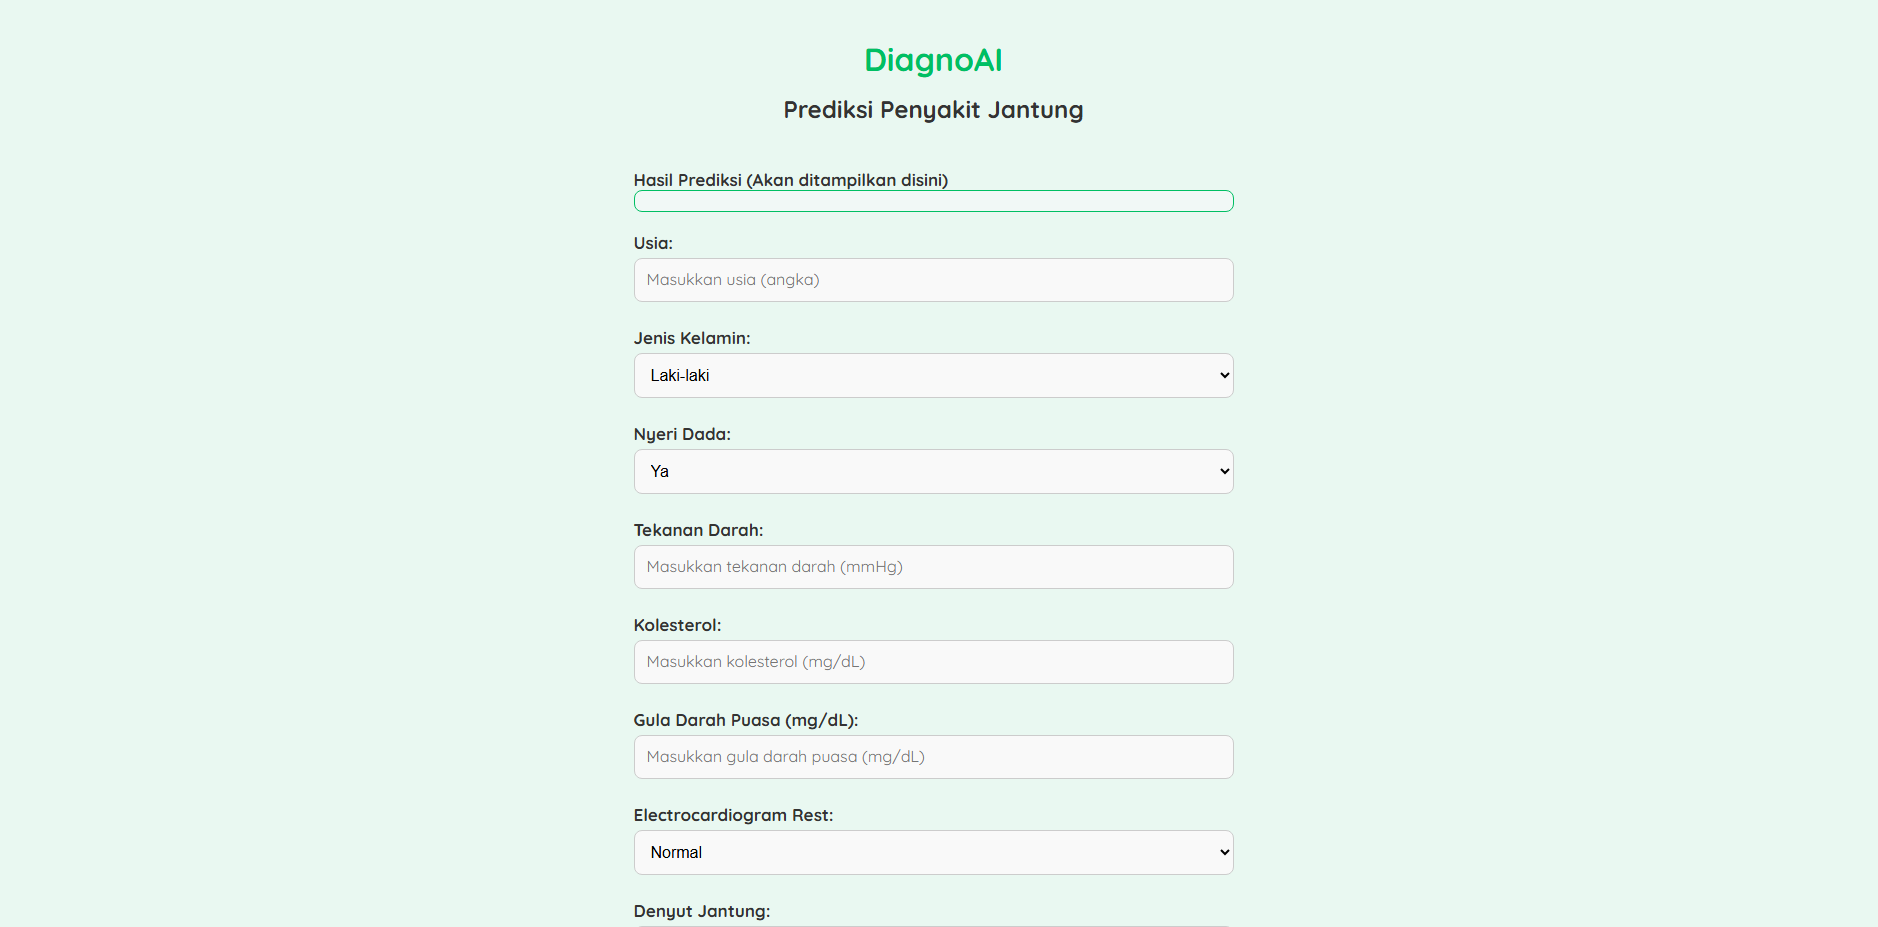 DiagnoAI
Prediksi Penyakit Jantung
Hasil Prediksi (Akan ditampilkan disini)
Usia:
Masukkan usia (angka)
Jenis Kelamin:
Laki-laki
Nyeri Dada:
Ya
Tekanan Darah:
Masukkan tekanan darah (mmHg)
Kolesterol:
Masukkan kolesterol (mg/dL)
Gula Darah Puasa (mg/dL):
Masukkan gula darah puasa (mg/dL)
Electrocardiogram Rest:
Normal
Denyut Jantung: